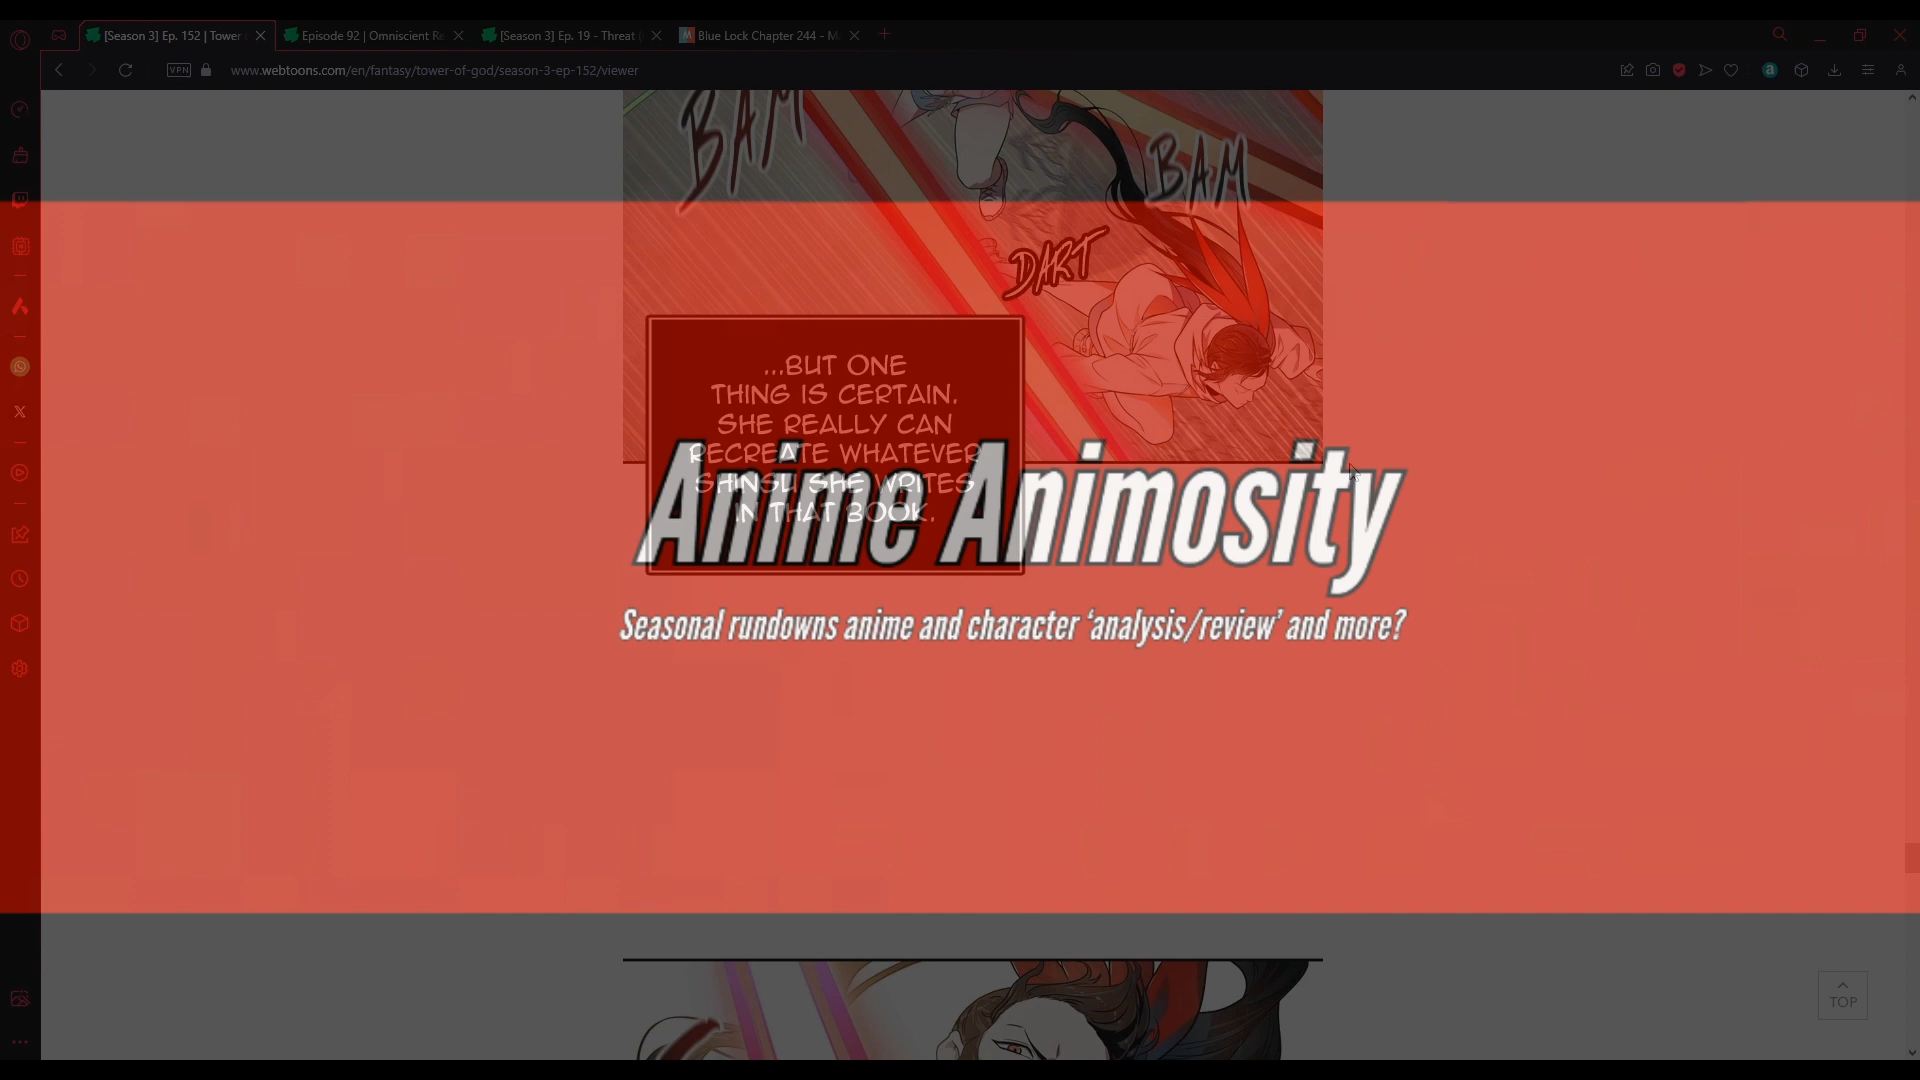 [Season 3] Ep. 152 | Tower
Episode 92 | Omniscient Re
[Season 3] Ep. 19 - Threat
Blue Lock Chapter 244 - M
VPN
www.webtoons.com/en/fantasy/tower-of-god/season-3-ep-152/viewer
BAM
BAM
DART
...BUT ONE
THING IS CERTAIN.
SHE REALLY CAN
RECREATE WHATEVER
SHINSU SHE WRITES
IN THAT BOOK.
Anime Animosity
Seasonal rundowns anime and character ‘analysis/review’ and more?
TOP